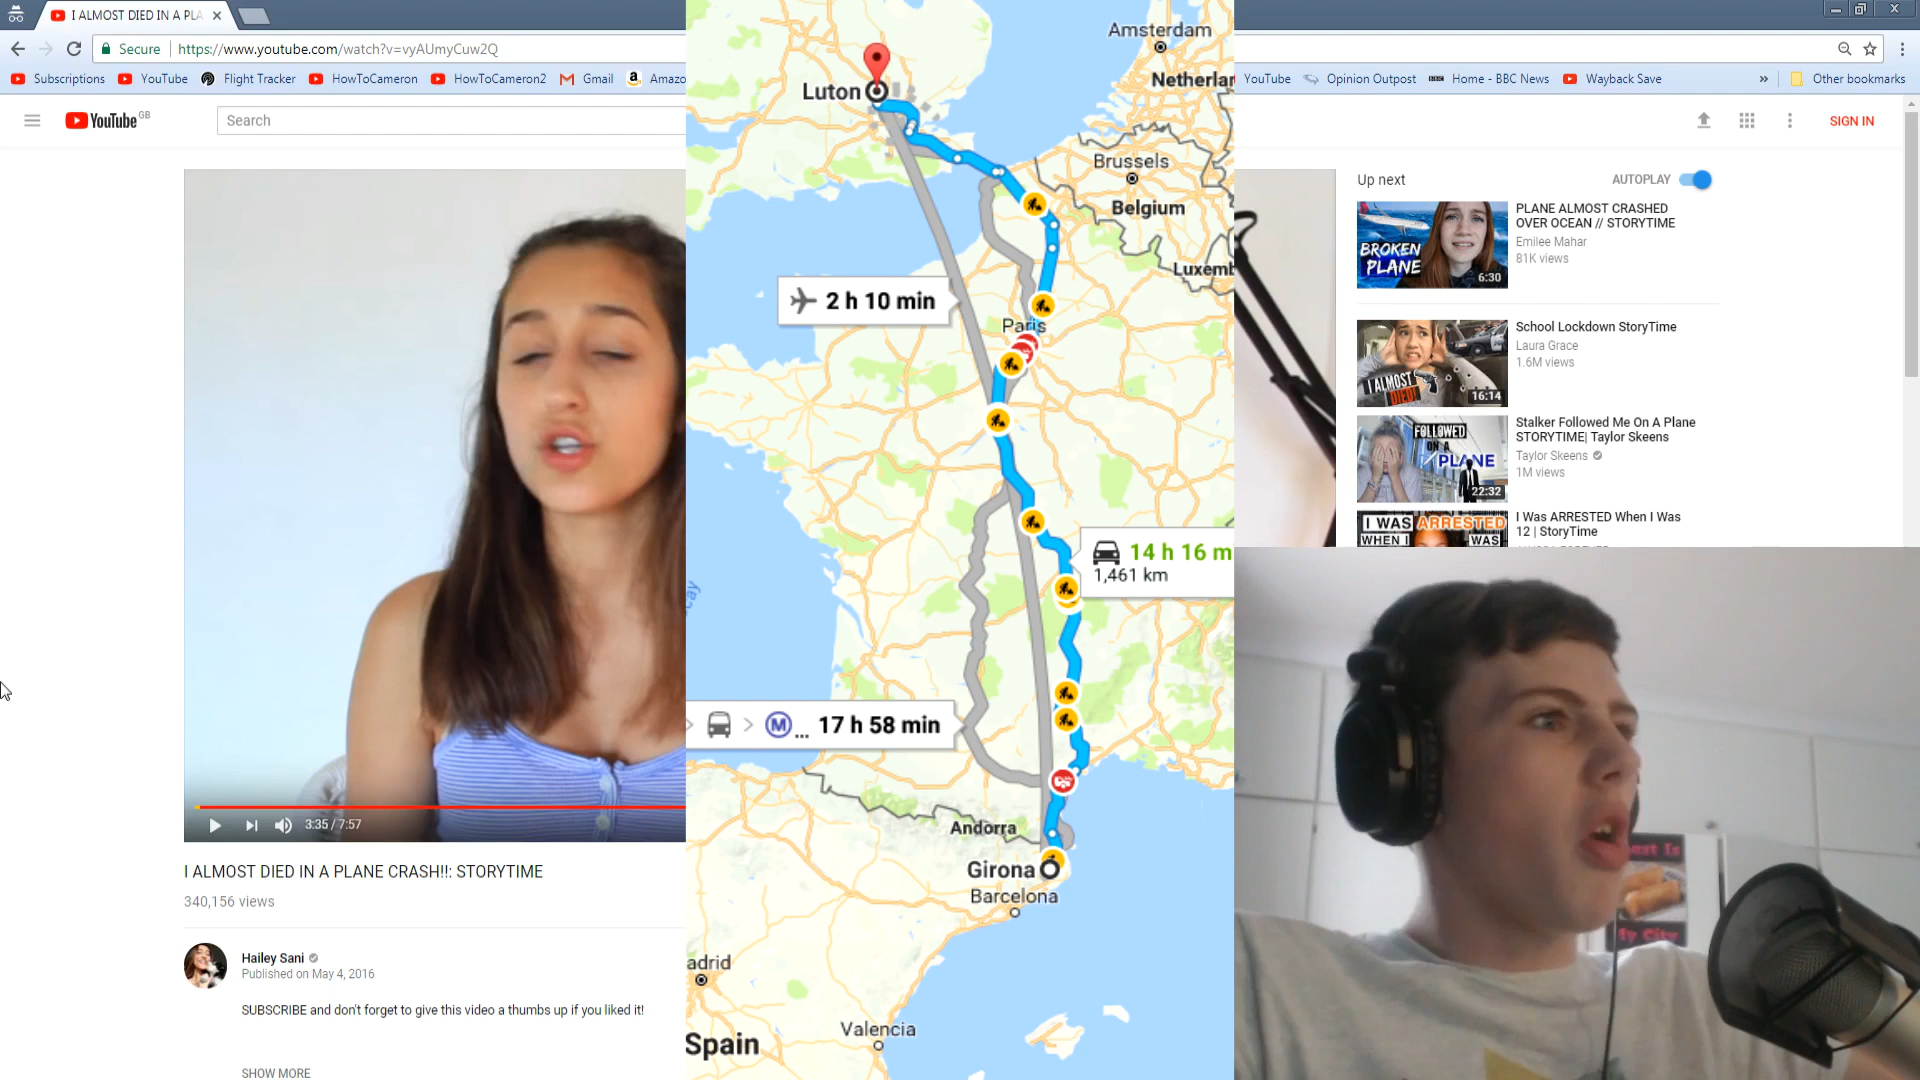 I ALMOST DIED IN A PLA
Secure
https://www.youtube.com/watch?v=vyAUmyCuw2Q
Subscriptions
YouTube
Flight Tracker
HowToCameron
HowToCameron2
Gmail
Amazo
YouTube
Opinion Outpost
Home - BBC News
Wayback Save
»
Other bookmarks
YouTube GB
Search
SIGN IN
3:35 / 7:57
I ALMOST DIED IN A PLANE CRASH!!: STORYTIME
340,156 views
Hailey Sani
Published on May 4, 2016
SUBSCRIBE and don't forget to give this video a thumbs up if you liked it!
SHOW MORE
Amsterdam
Netherlan
Luton
Brussels
Belgium
Luxemb
2 h 10 min
Paris
14 h 16 m
1,461 km
cay
M
...
17 h 58 min
Andorra
Girona
Barcelona
adrid
Valencia
Spain
Up next
AUTOPLAY
BROKEN
PLANE
6:30
PLANE ALMOST CRASHED
OVER OCEAN // STORYTIME
Emilee Mahar
81K views
I ALMOST
DIED
16:14
School Lockdown StoryTime
Laura Grace
1.6M views
FOLLOWED
ON A
PLANE
22:32
Stalker Followed Me On A Plane
STORYTIME| Taylor Skeens
Taylor Skeens
1M views
I WAS ARRESTED
WHEN I WAS
I Was ARRESTED When I Was
12 | StoryTime
My City